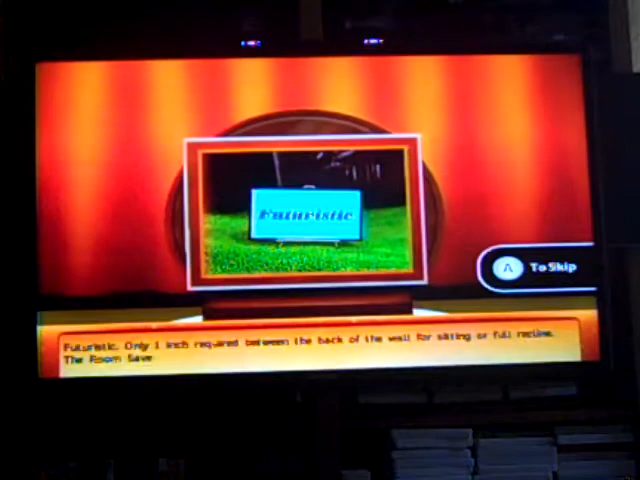 Futuristic
A To Skip
Futuristic. Only 1 inch required between the back of the wall for sitting or full recline.
The Room Save